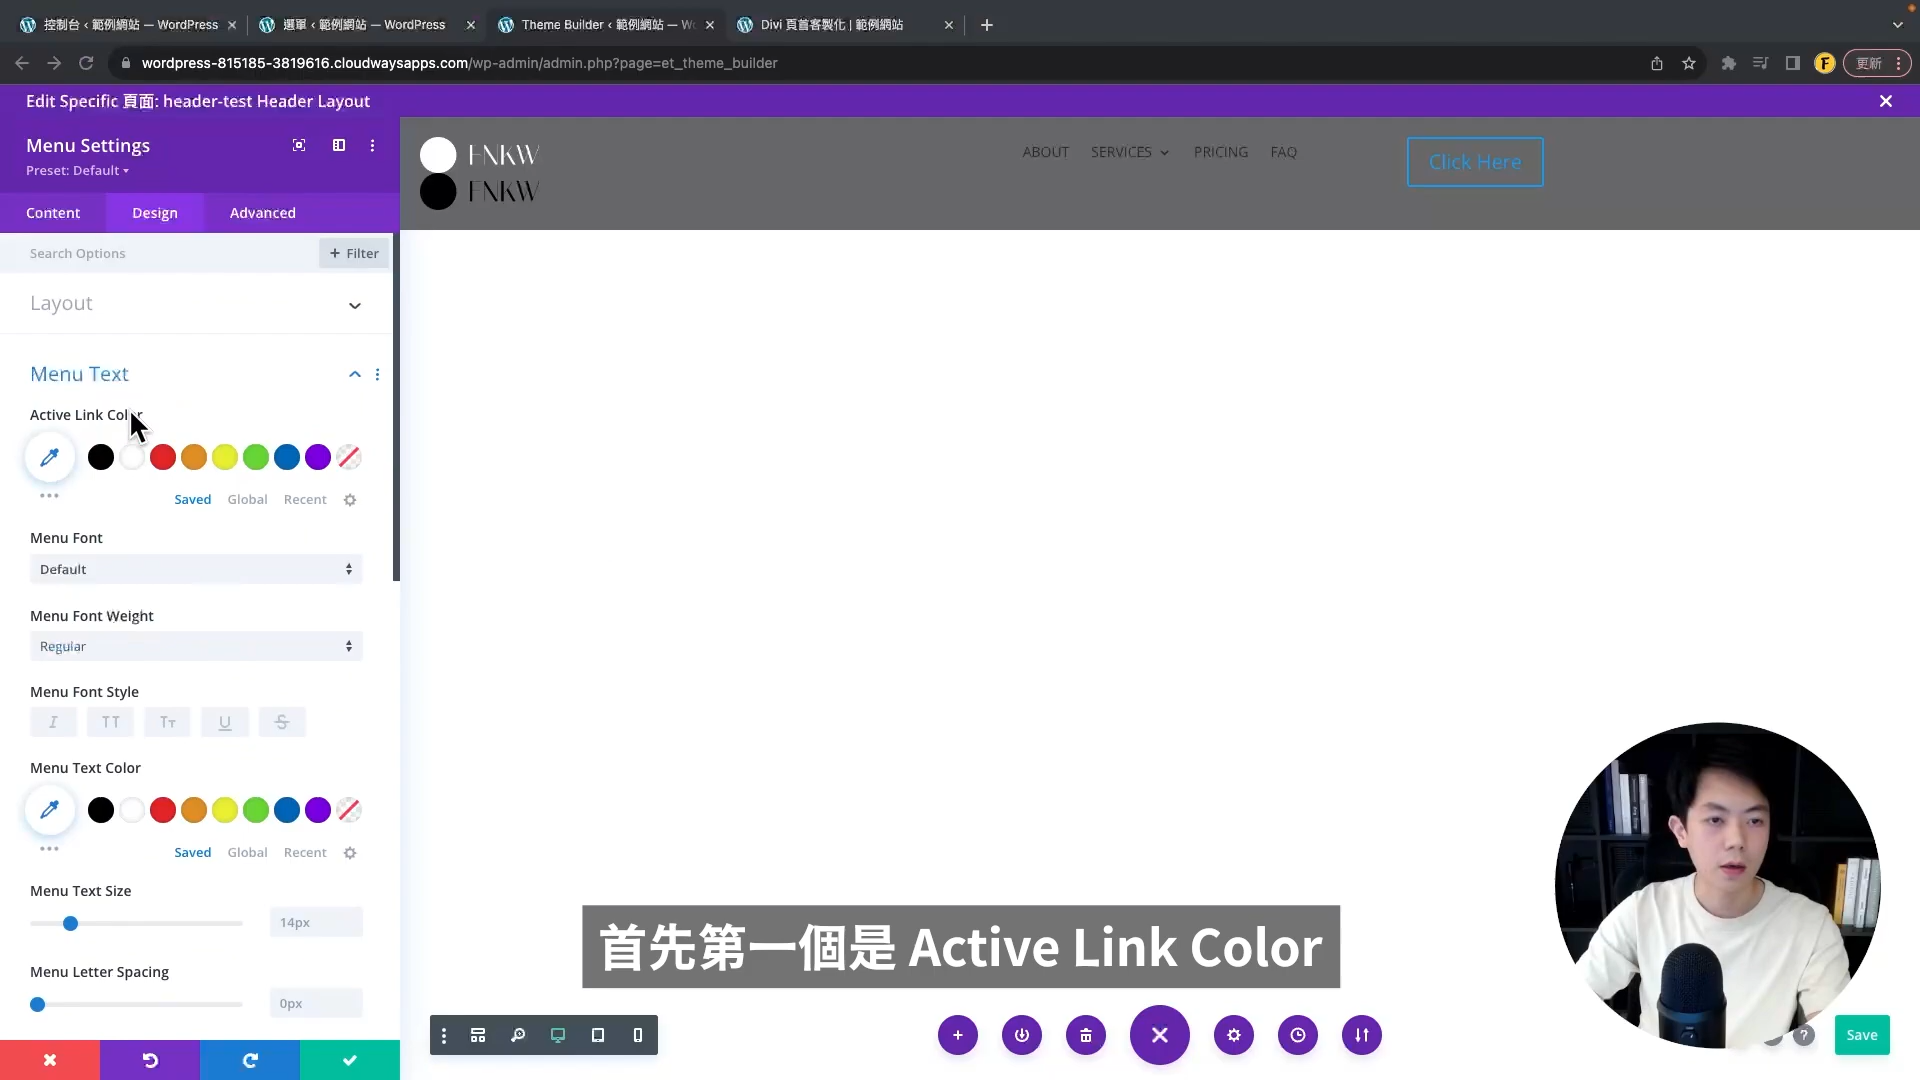 控制台 ‹ 範例網站 — WordPress
選單 ‹ 範例網站 — WordPress
Theme Builder ‹ 範例網站 — Wo
Divi 頁首客製化 | 範例網站
wordpress-815185-3819616.cloudwaysapps.com/wp-admin/admin.php?page=et_theme_builder
F
更新
Edit Specific 頁面: header-test Header Layout
Menu Settings
Preset: Default
Content
Design
Advanced
Search Options
+ Filter
Layout
Menu Text
Active Link Color
Saved
Global
Recent
Menu Font
Default
Menu Font Weight
Regular
Menu Font Style
I
TT
Tт
U
S
Menu Text Color
Saved
Global
Recent
Menu Text Size
14px
Menu Letter Spacing
0px
FNKW
FNKW
ABOUT
SERVICES
PRICING
FAQ
Click Here
首先第一個是 Active Link Color
?
Save